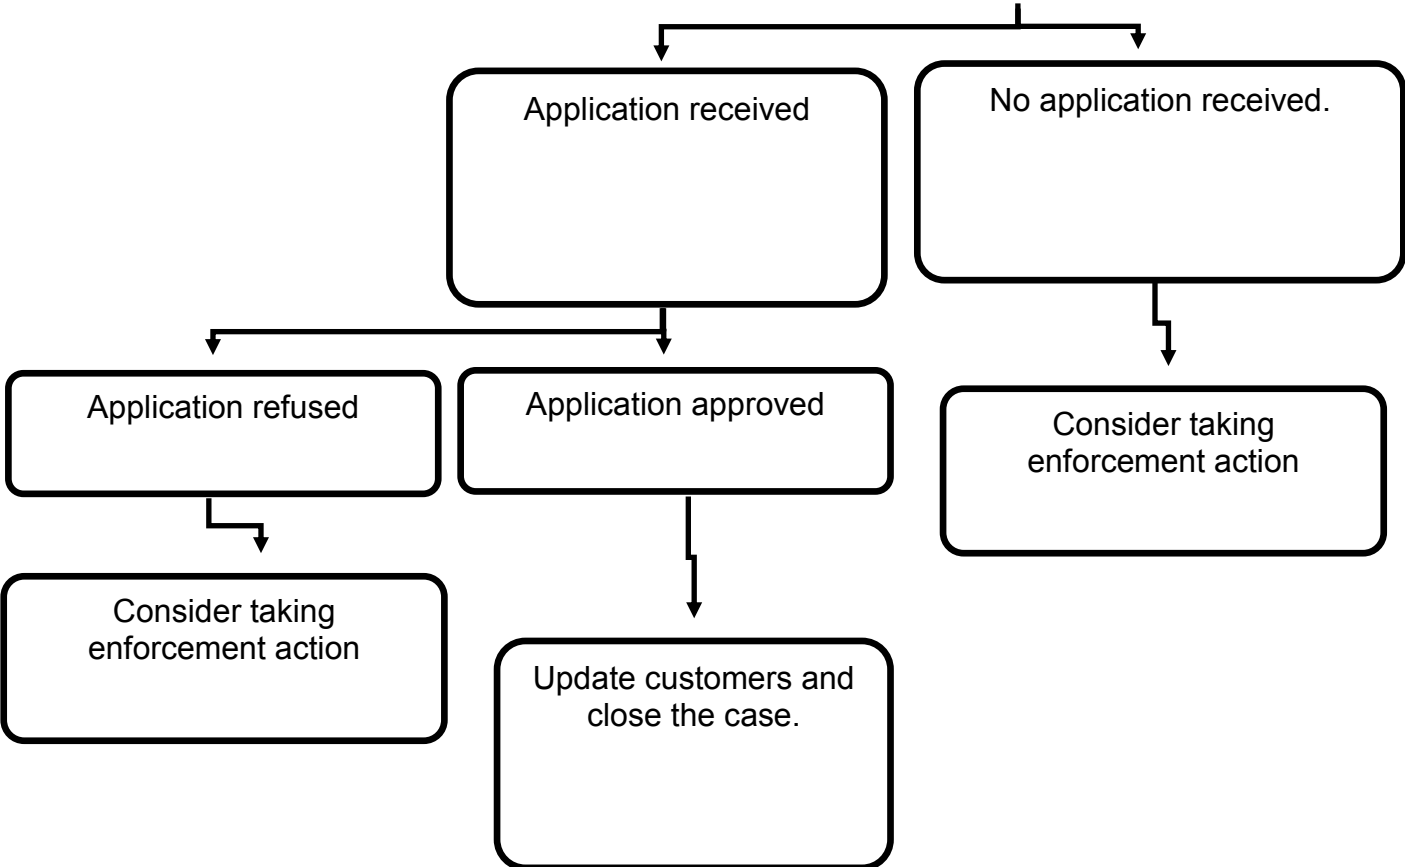 Application received
No application received.
Application refused
Application approved
Consider taking
enforcement action
Consider taking
enforcement action
Update customers and
close the case.